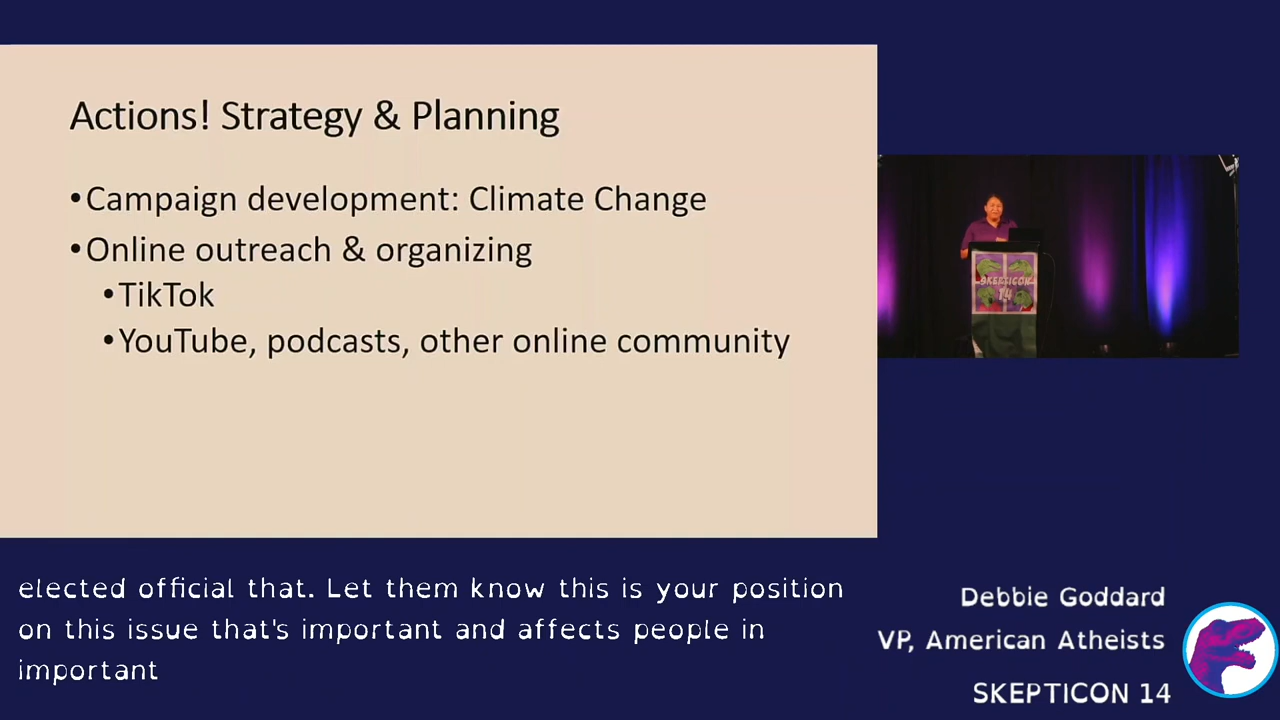 Actions! Strategy & Planning
•Campaign development: Climate Change
•Online outreach & organizing
•TikTok
•YouTube, podcasts, other online community
SKEPTICON
14
elected official that. Let them know this is your position
on this issue that's important and affects people in
important
Debbie Goddard
VP, American Atheists
SKEPTICON 14